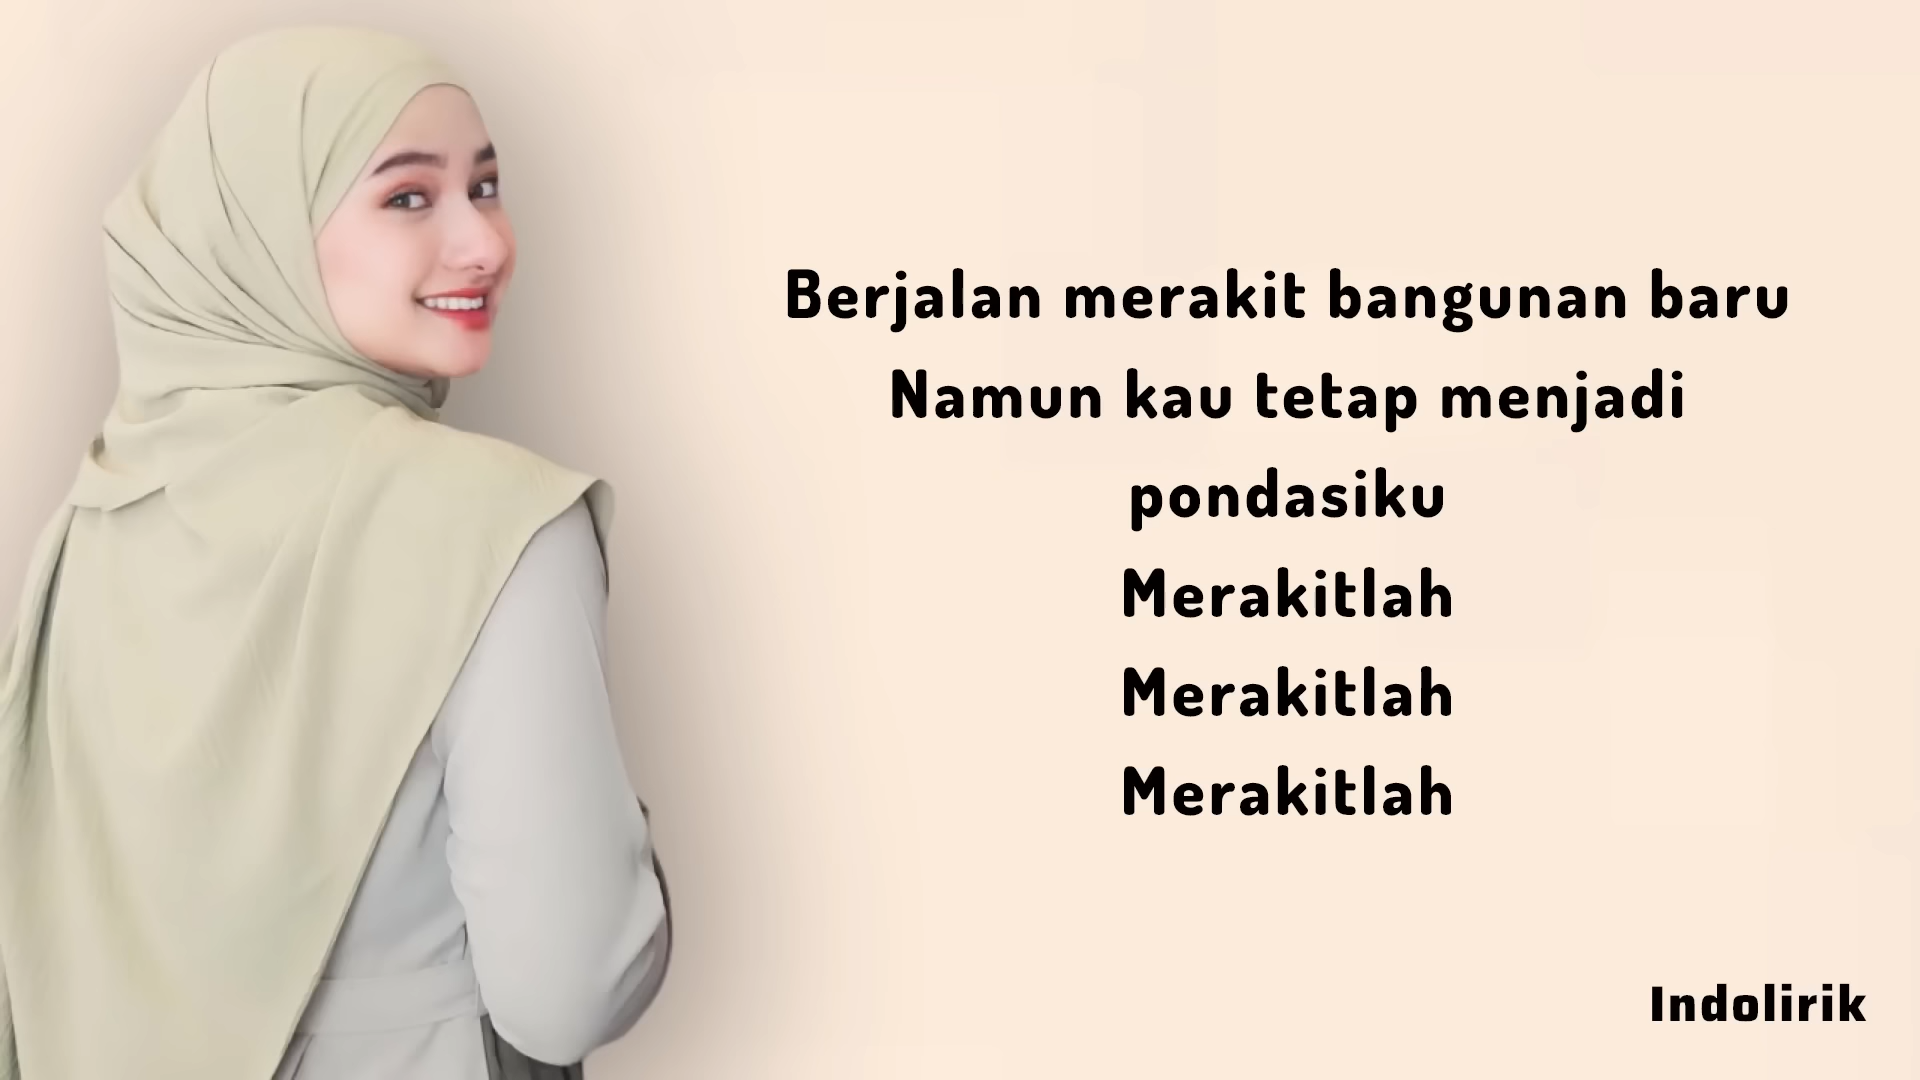 Berjalan merakit bangunan baru
Namun kau tetap menjadi
pondasiku
Merakitlah
Merakitlah
Merakitlah
Indolirik